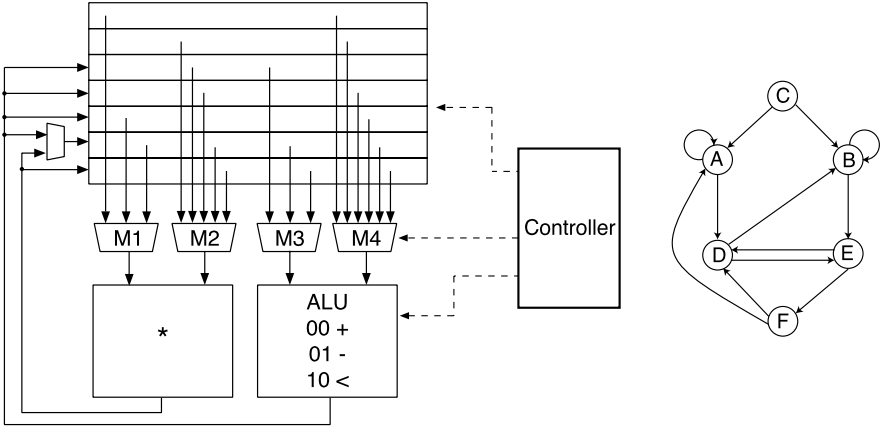 M1
M2
M3
M4
*
ALU
00 +
01 -
10 <
Controller
C
A
B
D
E
F